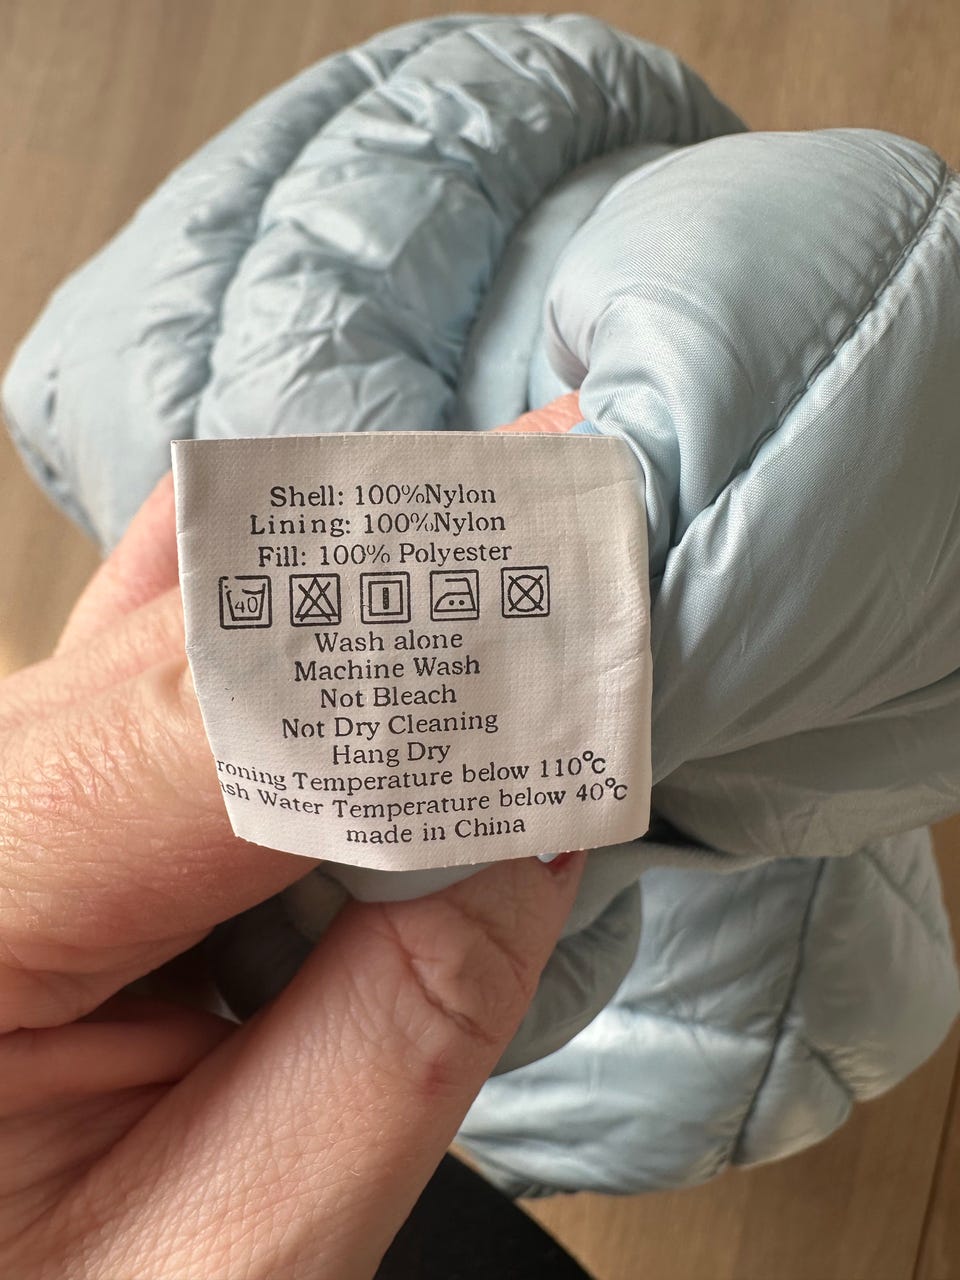 Shell: 100%Nylon
Lining: 100%Nylon
Fill: 100% Polyester
40
Wash alone
Machine Wash
Not Bleach
Not Dry Cleaning
Hang Dry
roning Temperature below 110°C
sh Water Temperature below 40°C
made in China